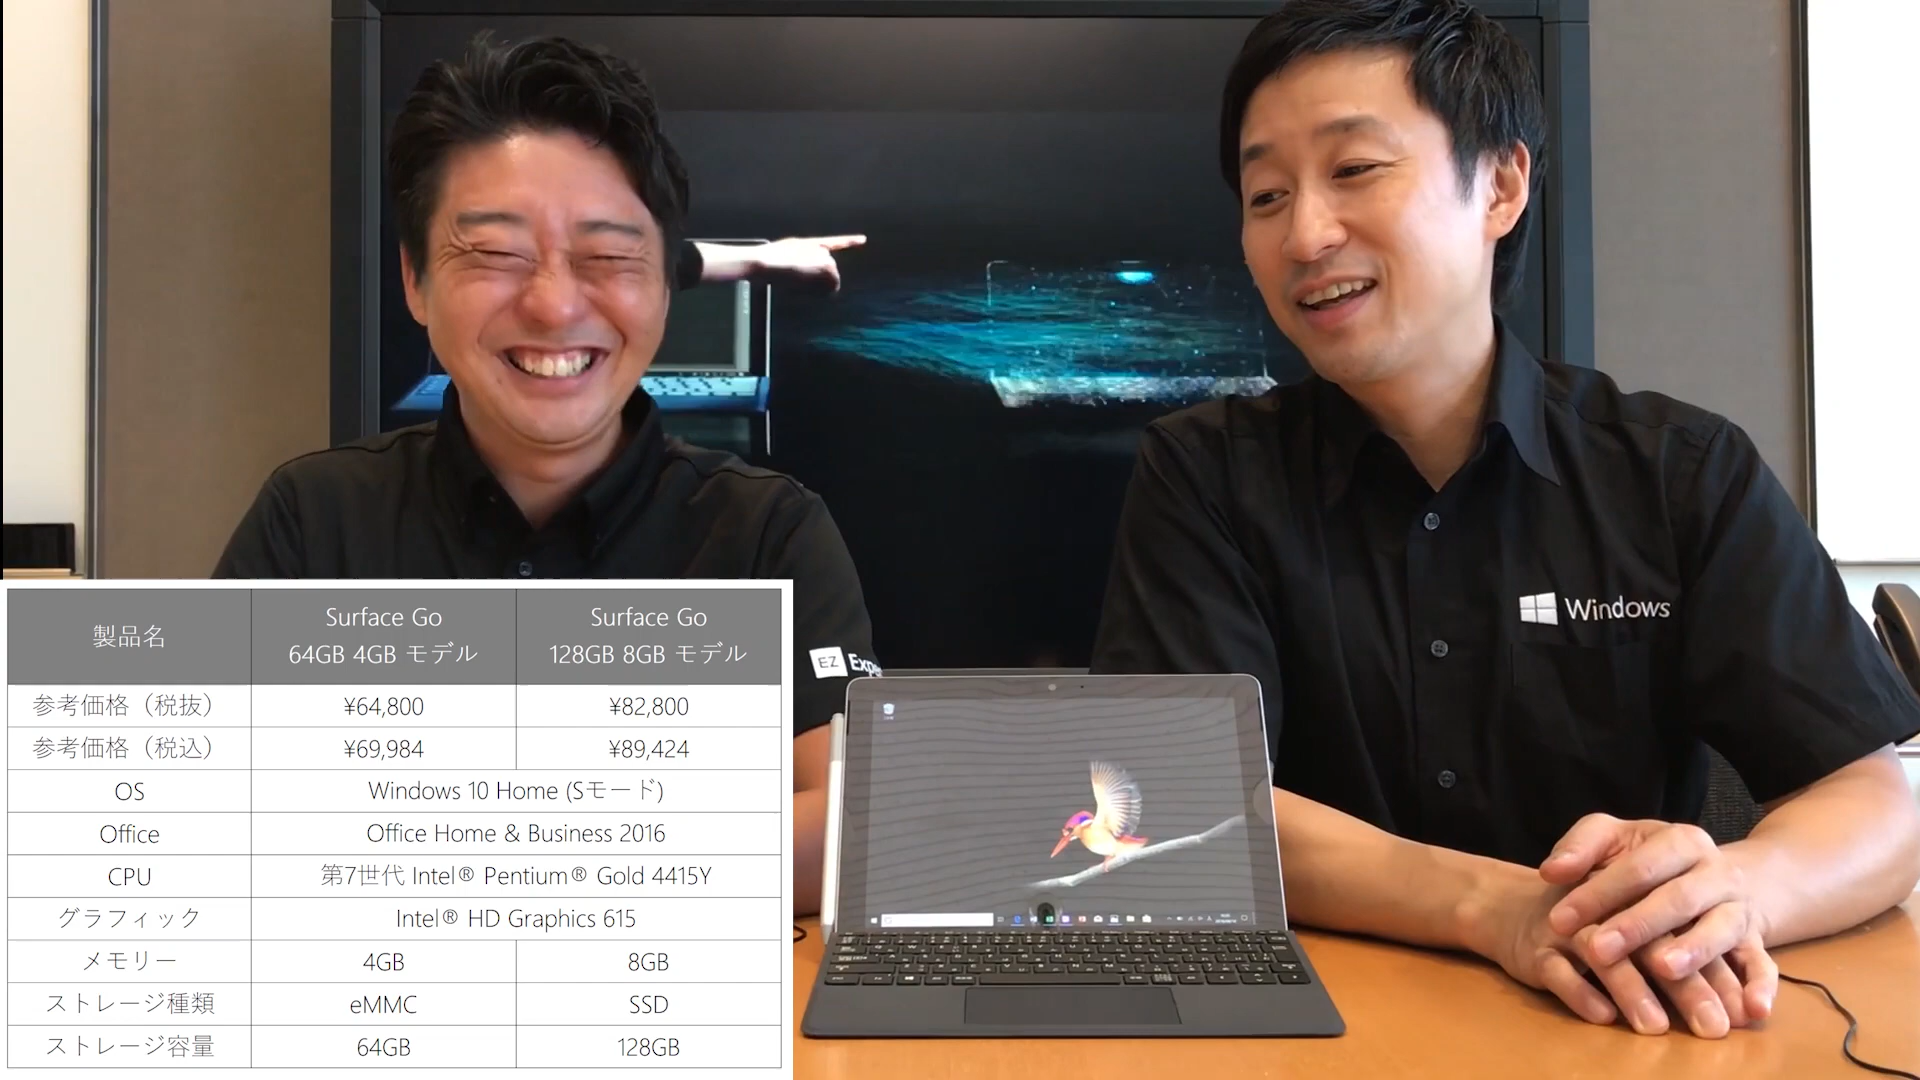 Windows
EZ Expe
製品名
Surface Go
64GB 4GB モデル
Surface Go
128GB 8GB モデル
参考価格（税抜）
¥64,800
¥82,800
参考価格（税込）
¥69,984
¥89,424
OS
Windows 10 Home (Sモード)
Office
Office Home & Business 2016
CPU
第7世代 Intel® Pentium® Gold 4415Y
グラフィック
Intel® HD Graphics 615
メモリー
4GB
8GB
ストレージ種類
eMMC
SSD
ストレージ容量
64GB
128GB